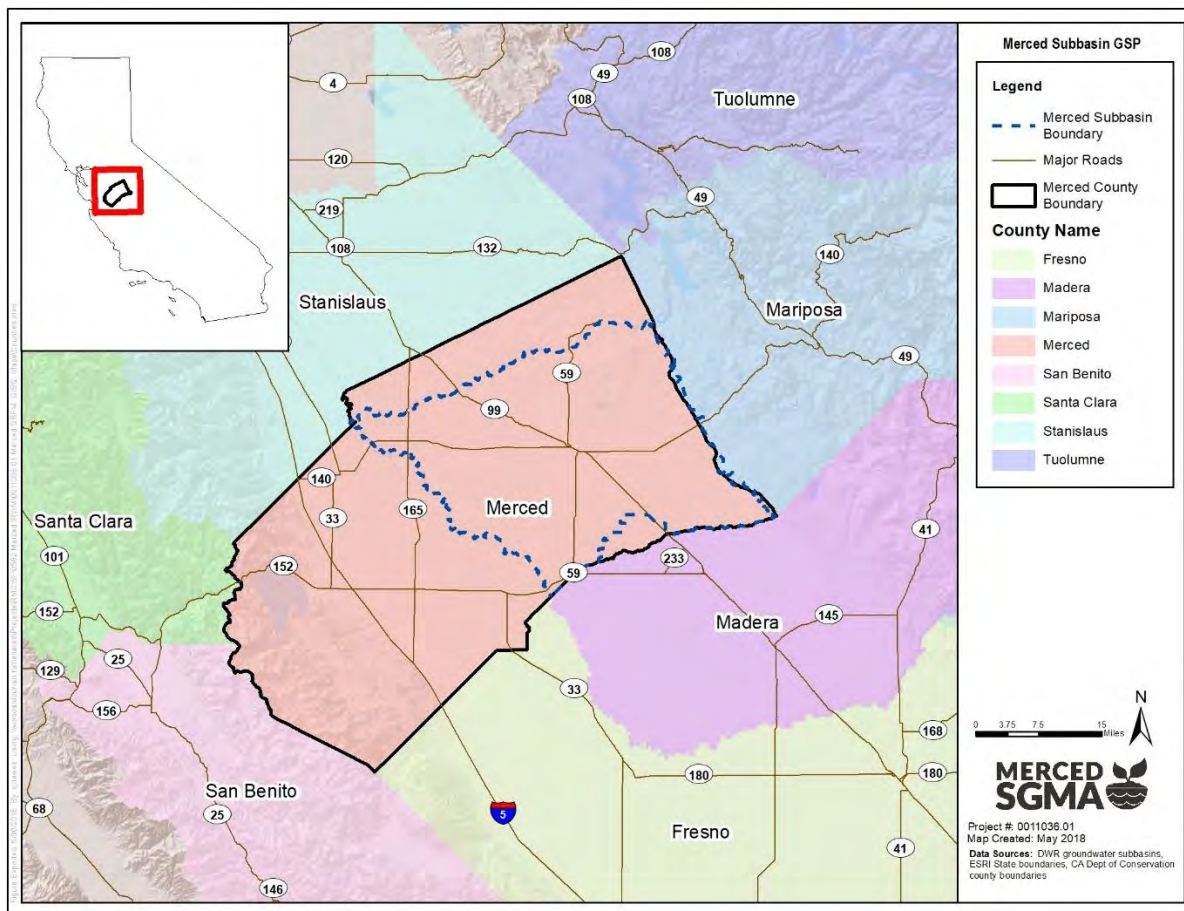 Merced Subbasin GSP
Legend
Merced Subbasin
Boundary
Major Roads
Merced County
Boundary
County Name
Fresno
Madera
Mariposa
Merced
San Benito
Santa Clara
Stanislaus
Tuolumne
108
49
4
108
Tuolumne
120
49
219
108
132
140
Stanislaus
Mariposa
59
49
99
140
33
165
Merced
Santa Clara
101
41
152
59
233
152
Madera
145
25
129
33
156
168
180
180
San Benito
68
25
5
Fresno
41
146
N
0 3.75 7.5 15
Miles
MERCED
SGMA
Project #: 0011036.01
Map Created: May 2018
Data Sources: DWR groundwater subbasins,
ESRI State boundaries, CA Dept of Conservation
county boundaries